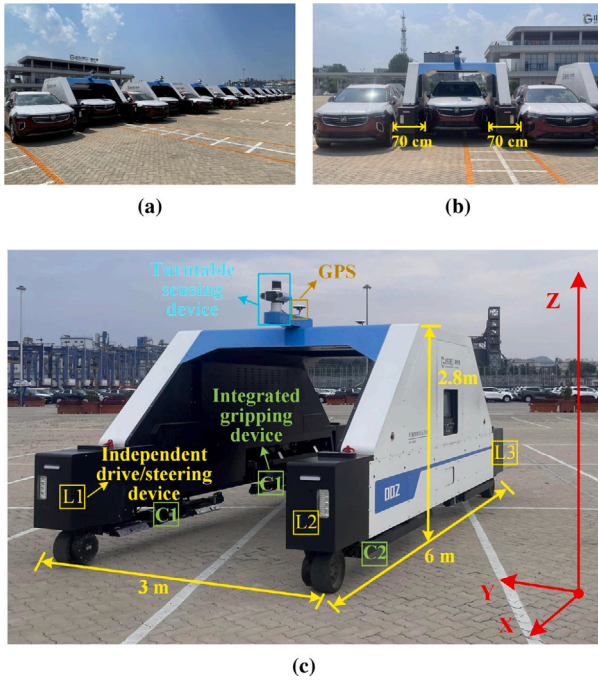 70 cm
70 cm
(a)
(b)
Turntable
sensing
device
GPS
Z
2.8m
Integrated
gripping
device
Independent
drive/steering
device
L1
C1
C1
L2
L3
C2
DDZ
6 m
3 m
Y
X
(c)